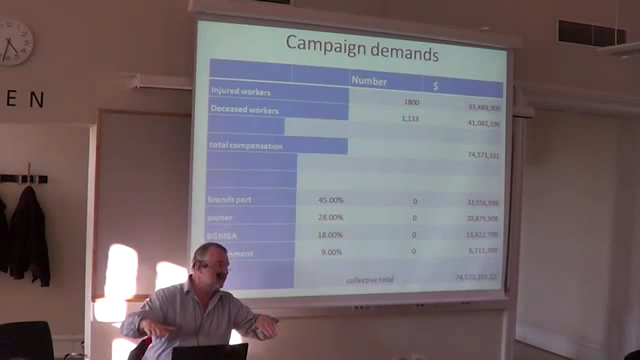 Campaign demands
Number $
Injured workers 1800 33,489,905
Deceased workers 1,133 41,081,196
total compensation 74,571,101
brands part 45.00% 0 33,556,996
owner 28.00% 0 20,879,908
BGMEA 18.00% 0 13,422,798
9.00% 0 6,711,399
collective total
EN